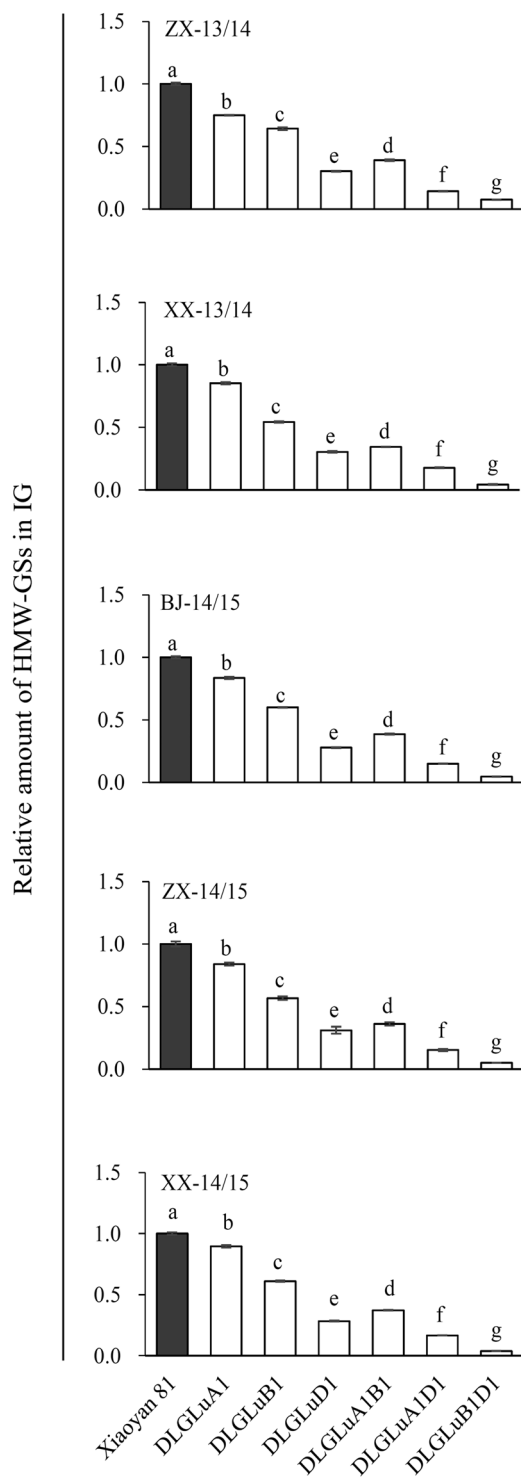 Relative amount of HMW-GSs in IG
ZX-13/14
1.5
1.0
0.5
0.0
a
b
c
e
d
f
g
XX-13/14
1.5
1.0
0.5
0.0
a
b
c
e
d
f
g
BJ-14/15
1.5
1.0
0.5
0.0
a
b
c
e
d
f
g
ZX-14/15
1.5
1.0
0.5
0.0
a
b
c
e
d
f
g
XX-14/15
1.5
1.0
0.5
0.0
a
b
c
e
d
f
g
Xiaoyan 81
DLGLuA1
DLGLuB1
DLGLuD1
DLGLuA1B1
DLGLuA1D1
DLGLuB1D1